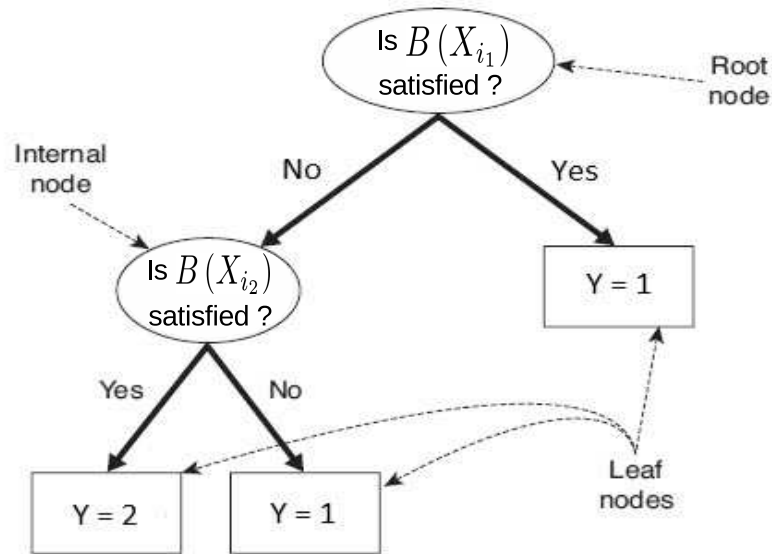 Is B(X_{i_1})
satisfied ?
Root
node
Internal
node
No
Yes
Is B(X_{i_2})
satisfied ?
Y = 1
Yes
No
Y = 2
Y = 1
Leaf
nodes